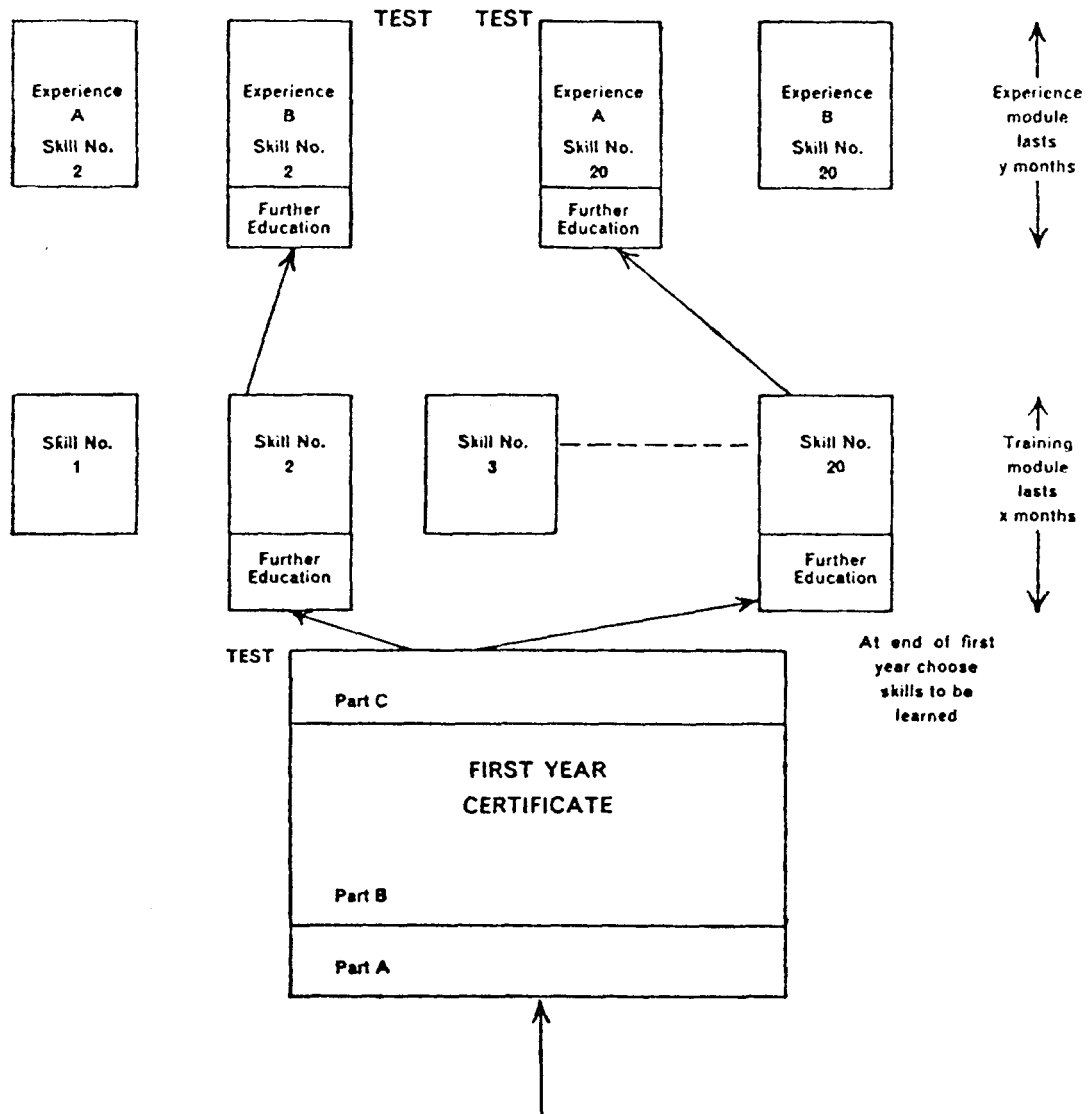 TEST TEST
Experience
A
Skill No.
2
Experience
B
Skill No.
2
Further
Education
Experience
A
Skill No.
20
Further
Education
Experience
B
Skill No.
20
Experience
module
lasts
y months
Skill No.
1
Skill No.
2
Further
Education
Skill No.
3
Skill No.
20
Further
Education
Training
module
lasts
x months
At end of first
year choose
skills to be
learned
TEST
Part C
FIRST YEAR
CERTIFICATE
Part B
Part A